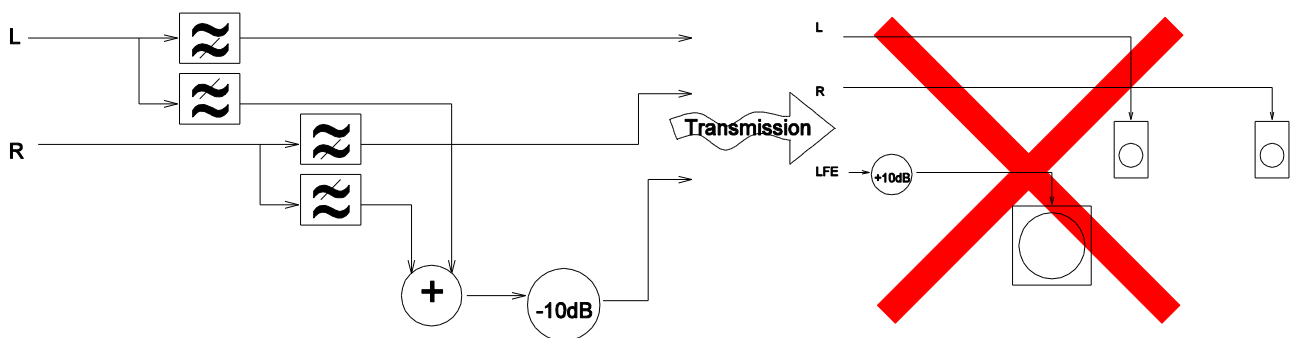 L
R
+
-10dB
Transmission
L
R
LFE
+10dB